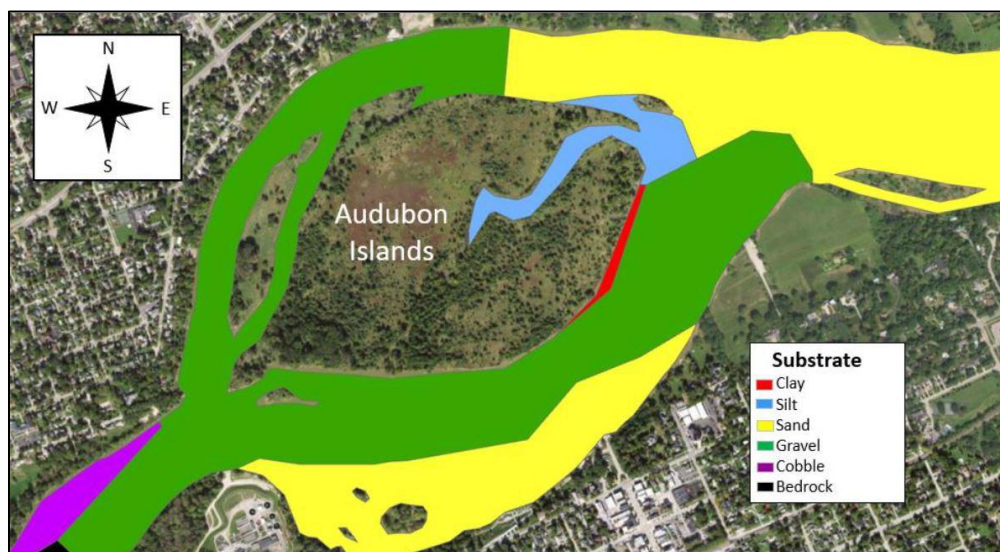 N
W E
S
Audubon
Islands
Substrate
Clay
Silt
Sand
Gravel
Cobble
Bedrock